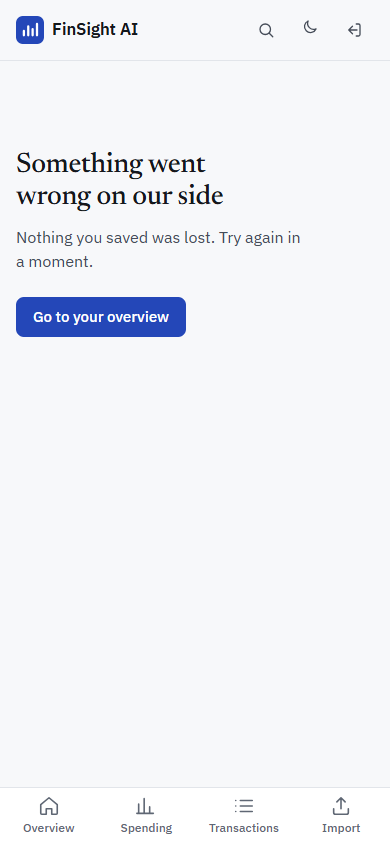 FinSight AI
Something went
wrong on our side
Nothing you saved was lost. Try again in
a moment.
Go to your overview
Overview
Spending
Transactions
Import